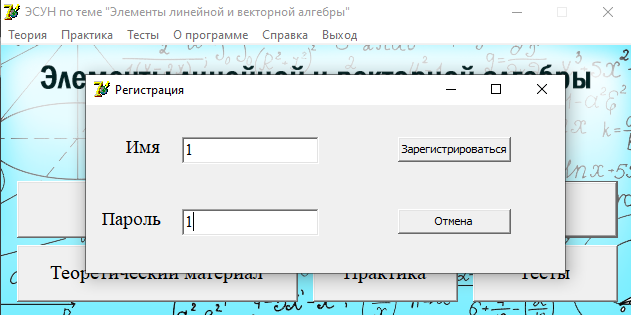 ЭСУН по теме "Элементы линейной и векторной алгебры"
Теория Практика Тесты О программе Справка Выход
Элементы линейной и векторной алгебры
Регистрация
Имя 1 Зарегистрироваться
Пароль 1 Отмена
Теоретический материал Практика Тесты